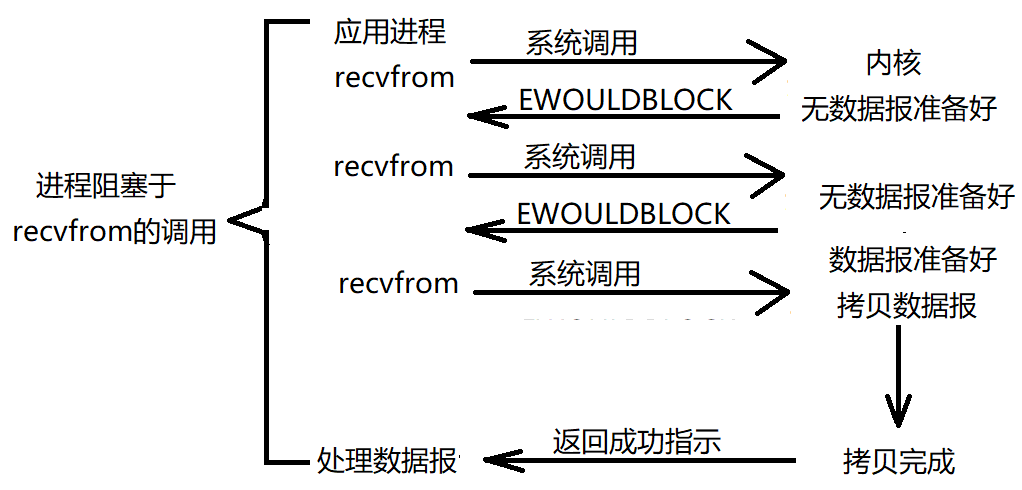 应用进程
系统调用
recvfrom
内核
EWOULDBLOCK
无数据报准备好
recvfrom
系统调用
进程阻塞于
无数据报准备好
recvfrom的调用
EWOULDBLOCK
数据报准备好
recvfrom
系统调用
拷贝数据报
处理数据报
返回成功指示
拷贝完成